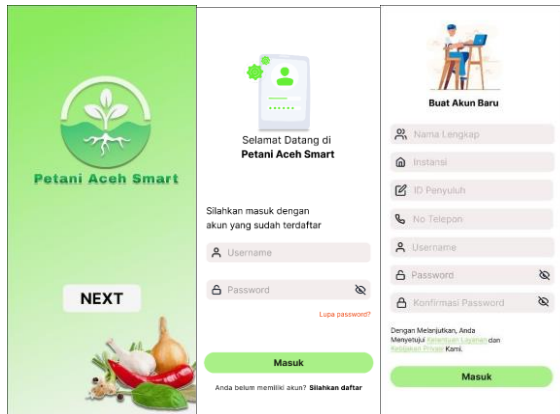 Petani Aceh Smart
NEXT
Selamat Datang di
Petani Aceh Smart
Silahkan masuk dengan
akun yang sudah terdaftar
Username
Password
Lupa password?
Masuk
Anda belum memiliki akun? Silahkan daftar
Buat Akun Baru
Nama Lengkap
Instansi
ID Penyuluh
No Telepon
Username
Password
Konfirmasi Password
Dengan Melanjutkan, Anda
Menyetujui Ketentuan Layanan dan
Kebijakan Privasi Kami.
Masuk